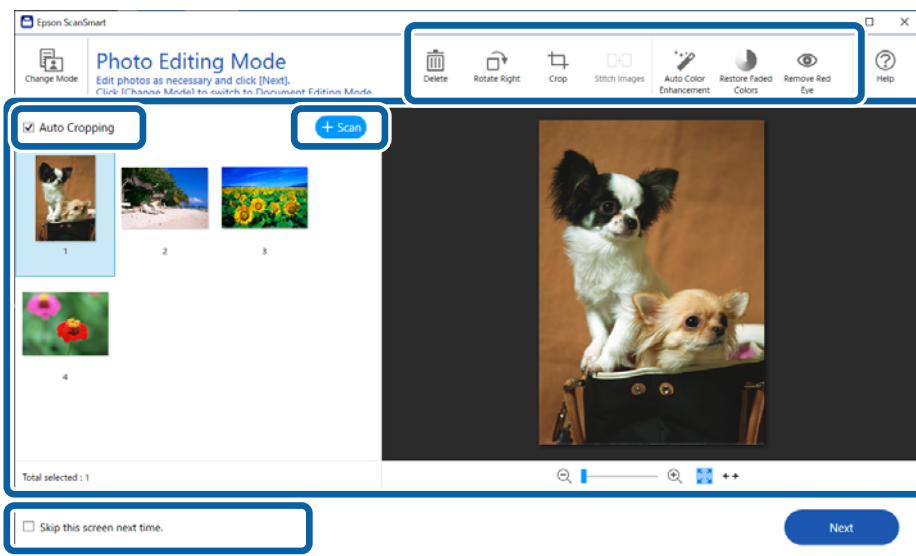 Epson ScanSmart
Change Mode
Photo Editing Mode
Edit photos as necessary and click [Next].
Click [Change Mode] to switch to Document Editing Mode.
Delete
Rotate Right
Crop
Stitch Images
Auto Color
Enhancement
Restore Faded
Colors
Remove Red
Eye
Help
Auto Cropping
+ Scan
1
2
3
4
Total selected : 1
Skip this screen next time.
Next